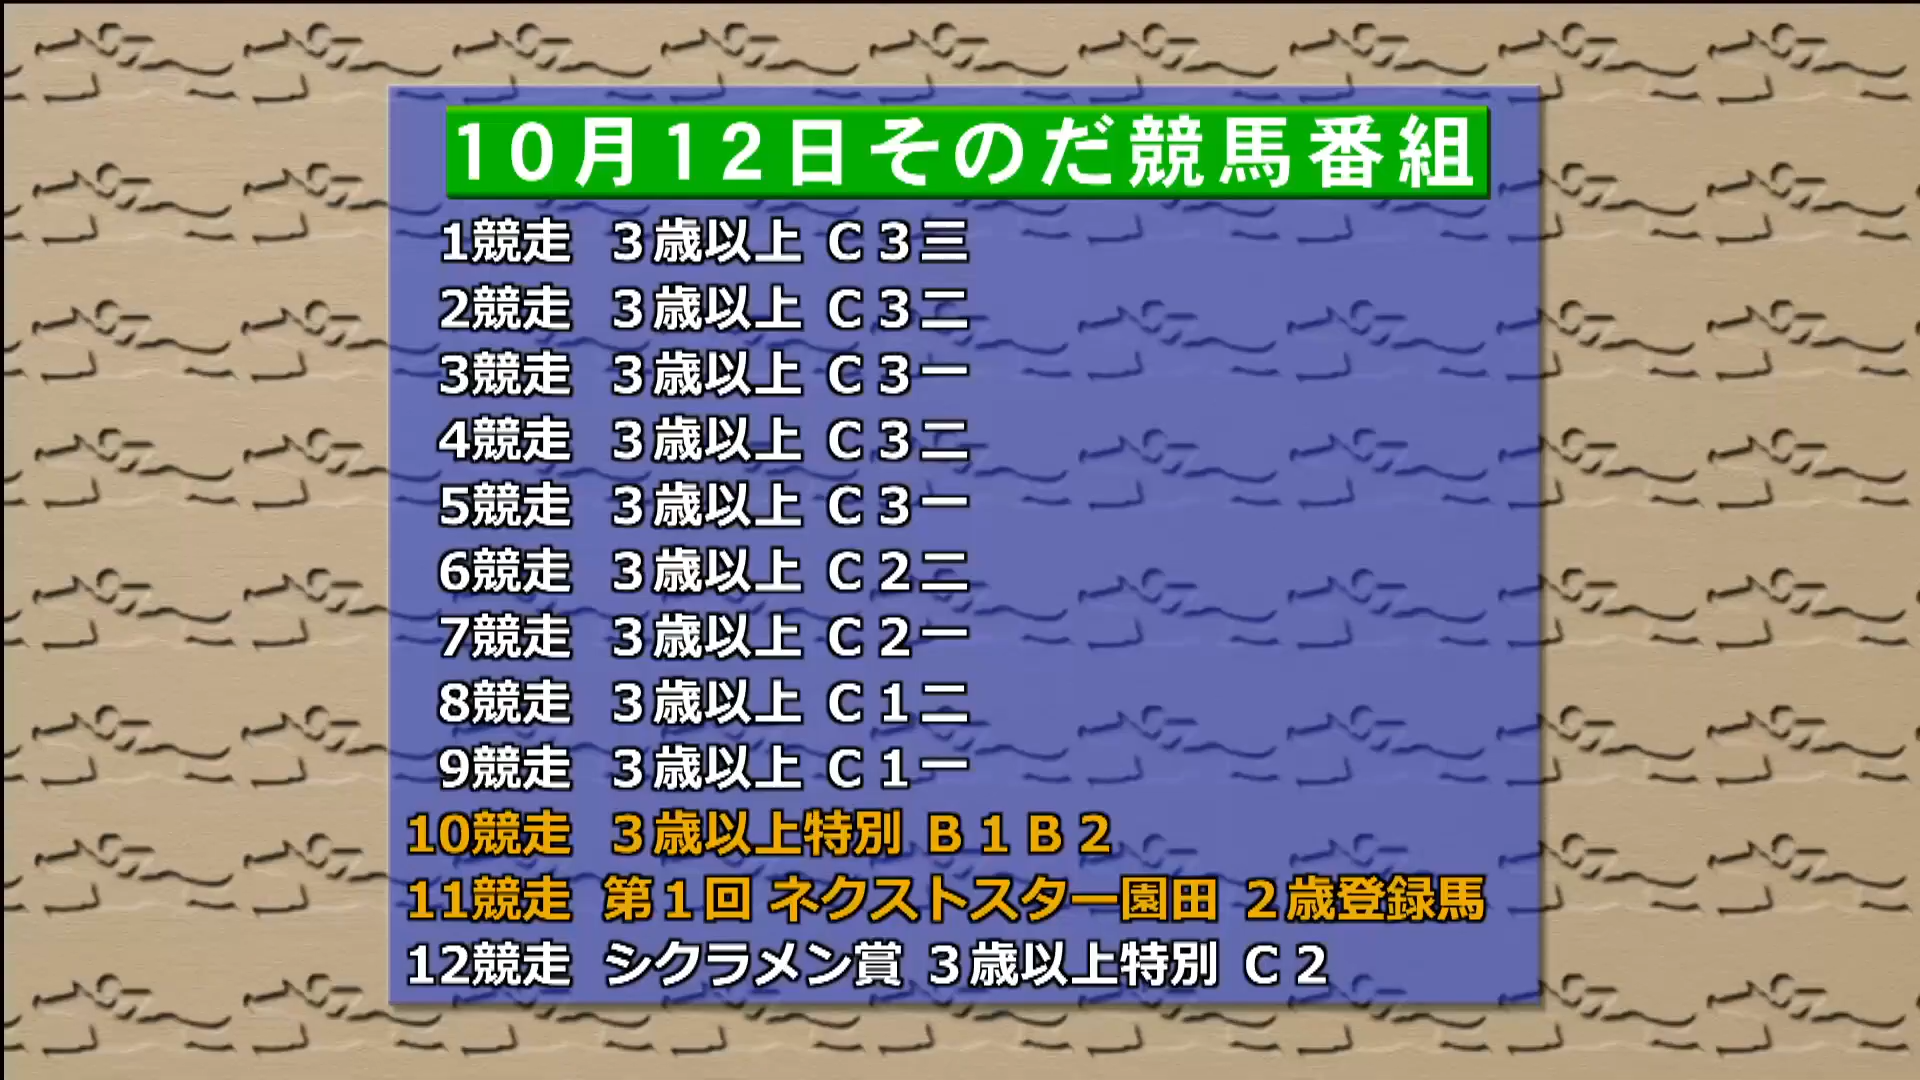 10月12日そのだ競馬番組
1競走 3歳以上 C3三
2競走 3歳以上 C3二
3競走 3歳以上 C3一
4競走 3歳以上 C3二
5競走 3歳以上 C3一
6競走 3歳以上 C2二
7競走 3歳以上 C2一
8競走 3歳以上 C1二
9競走 3歳以上 C1一
10競走 3歳以上特別 B1B2
11競走 第1回 ネクストスター園田 2歳登録馬
12競走 シクラメン賞 3歳以上特別 C2